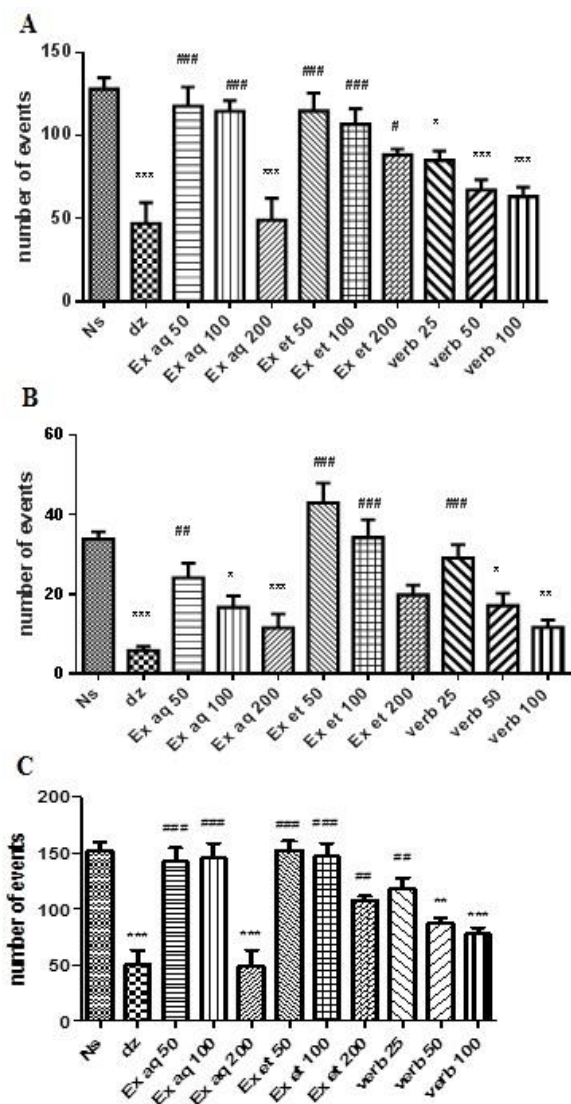 A
150
100
50
0
number of events
###
###
###
###
#
*
***
***
***
***
Ns
dz
Ex aq 50
Ex aq 100
Ex aq 200
Ex et 50
Ex et 100
Ex et 200
verb 25
verb 50
verb 100
B
60
40
20
0
number of events
***
##
*
***
###
###
###
*
**
Ns
dz
Ex aq 50
Ex aq 100
Ex aq 200
Ex et 50
Ex et 100
Ex et 200
verb 25
verb 50
verb 100
C
200
150
100
50
0
number of events
***
###
###
***
###
###
##
##
**
***
Ns
dz
Ex aq 50
Ex aq 100
Ex aq 200
Ex et 50
Ex et 100
Ex et 200
verb 25
verb 50
verb 100